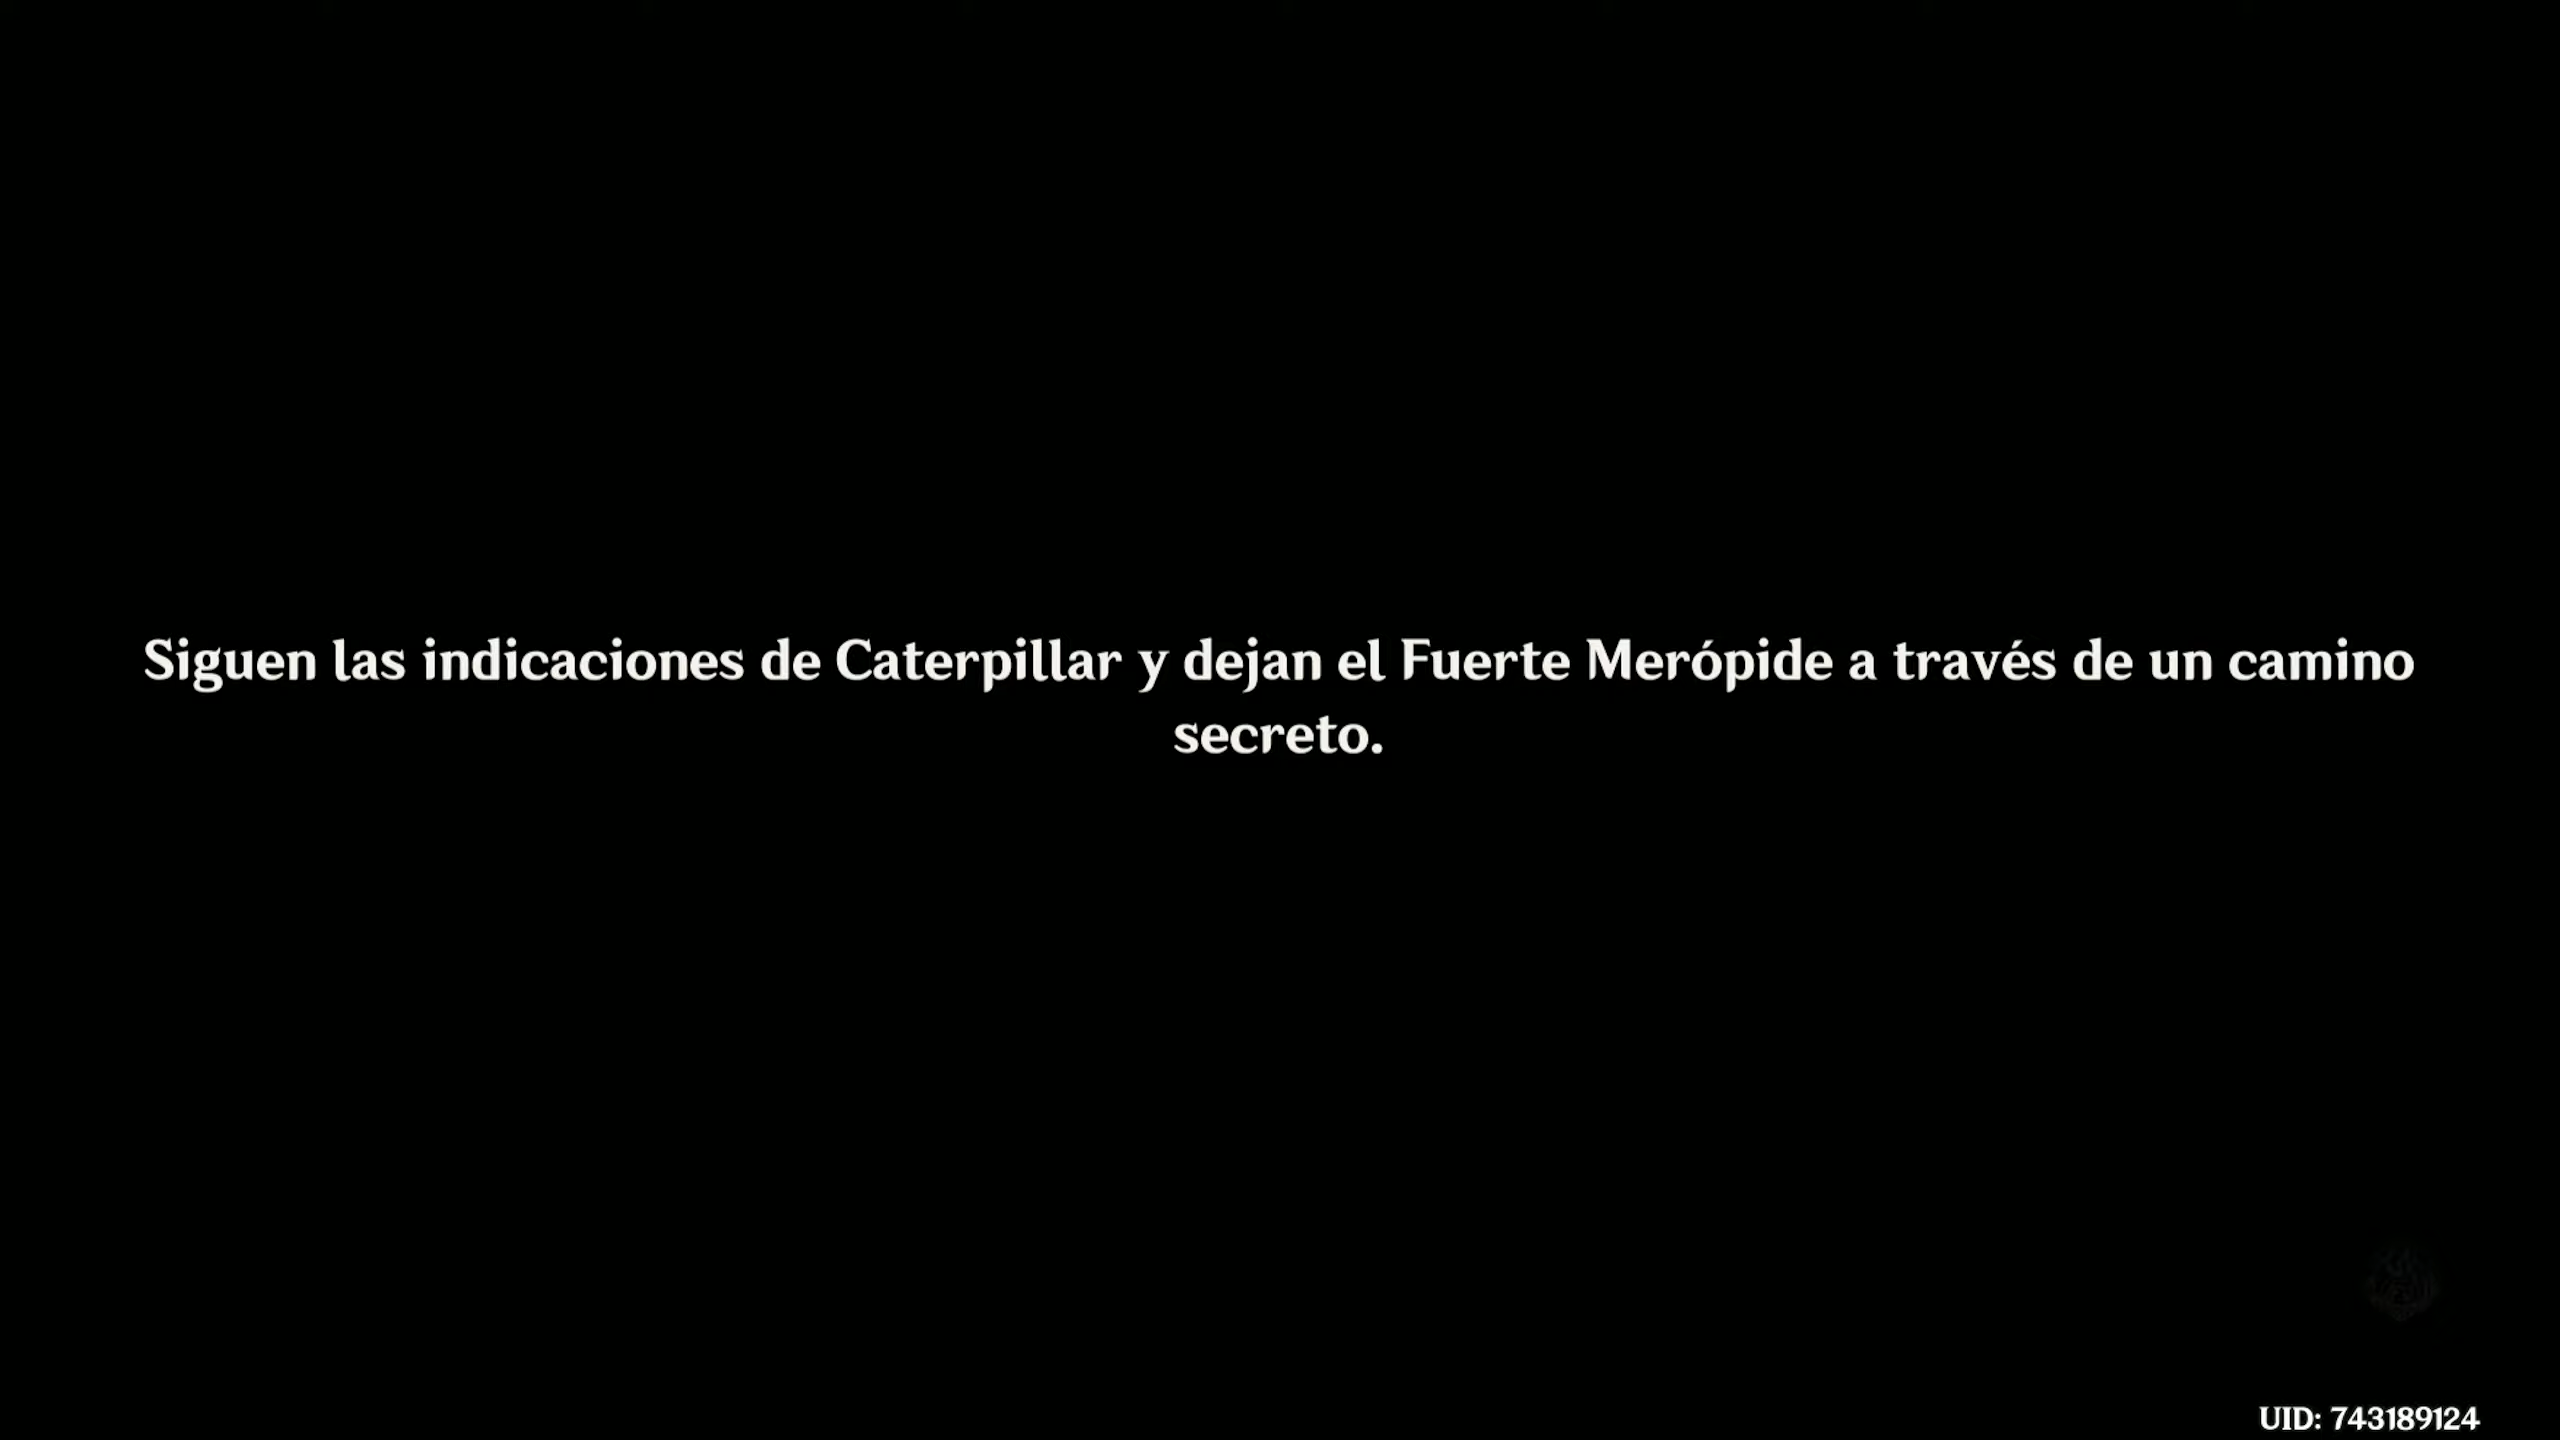 Siguen las indicaciones de Caterpillar y dejan el Fuerte Merópide a través de un camino
secreto.
UID: 743189124